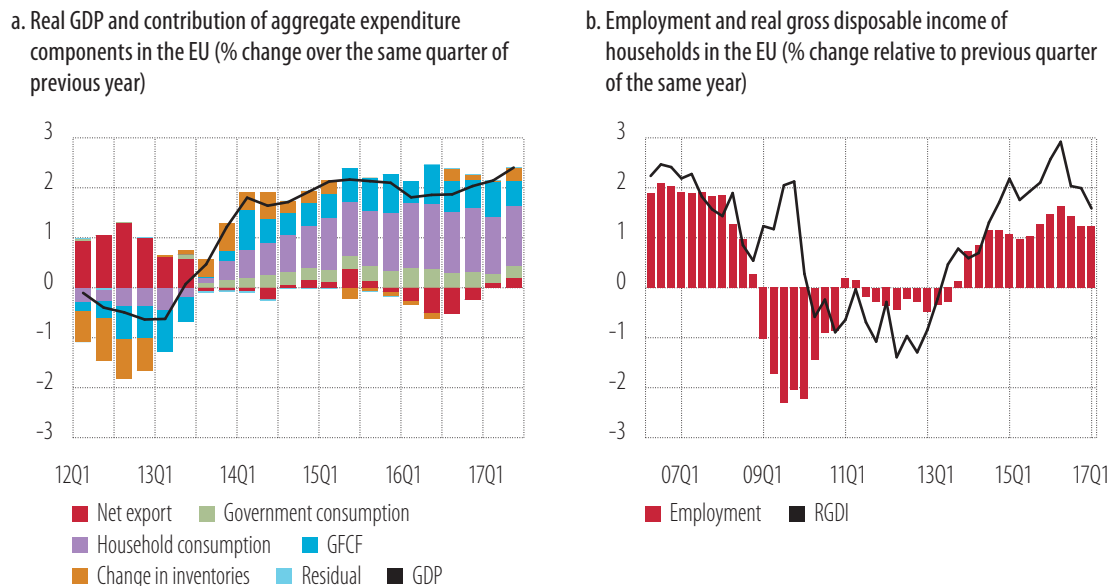 a. Real GDP and contribution of aggregate expenditure
components in the EU (% change over the same quarter of
previous year)
3
2
1
0
–1
–2
–3
12Q1 13Q1 14Q1 15Q1 16Q1 17Q1
Net export Government consumption
Household consumption GFCF
Change in inventories Residual GDP
b. Employment and real gross disposable income of
households in the EU (% change relative to previous quarter
of the same year)
3
2
1
0
–1
–2
–3
07Q1 09Q1 11Q1 13Q1 15Q1 17Q1
Employment RGDI